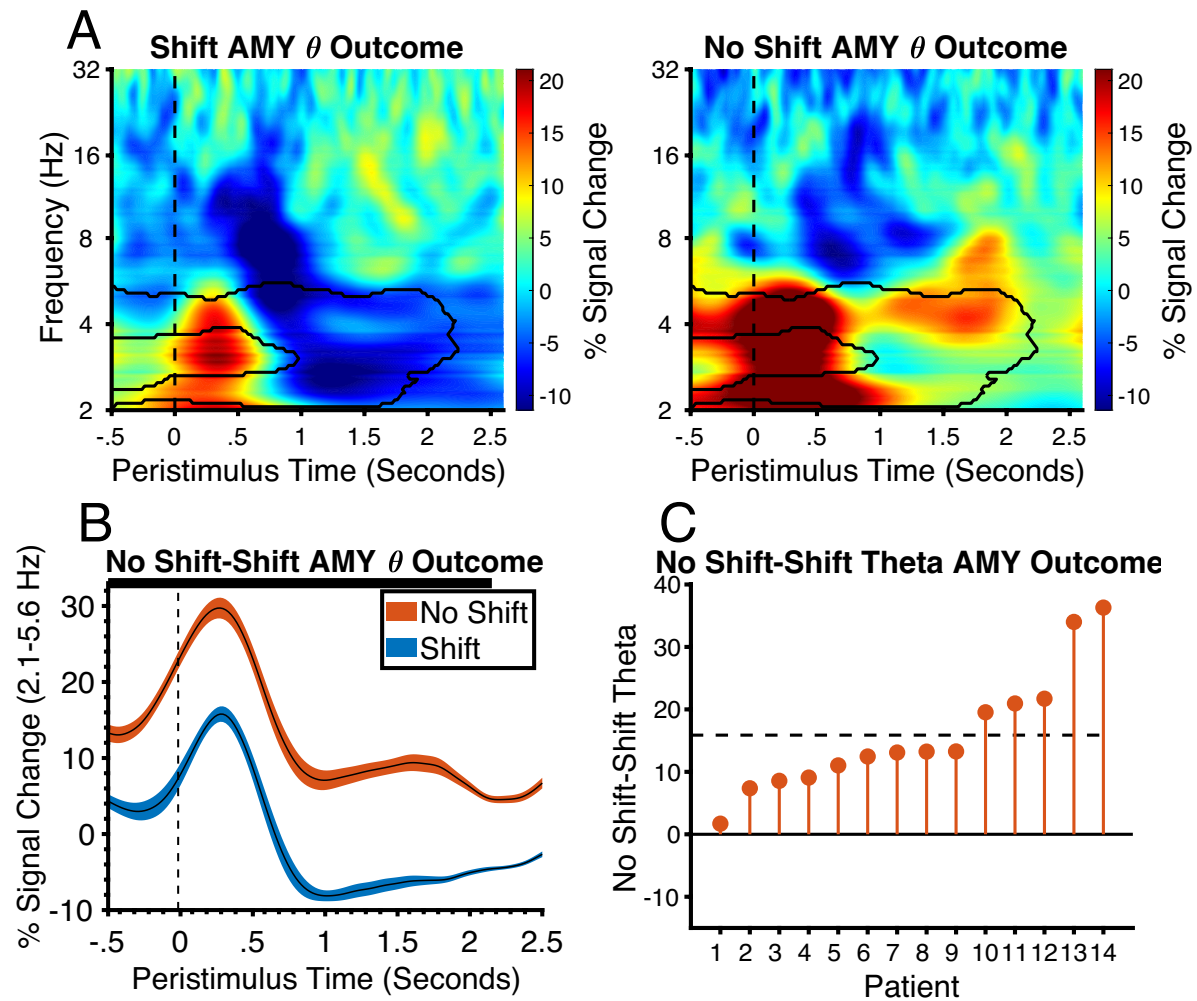 A
Shift AMY θ Outcome
No Shift AMY θ Outcome
32
16
8
4
2
Frequency (Hz)
-.5 0 .5 1 1.5 2 2.5
Peristimulus Time (Seconds)
20
15
10
5
0
-5
-10
% Signal Change
32
16
8
4
2
-.5 0 .5 1 1.5 2 2.5
Peristimulus Time (Seconds)
20
15
10
5
0
-5
-10
% Signal Change
B
No Shift-Shift AMY θ Outcome
% Signal Change (2.1-5.6 Hz)
30
20
10
0
-10
No Shift
Shift
-.5 0 .5 1 1.5 2 2.5
Peristimulus Time (Seconds)
C
No Shift-Shift Theta AMY Outcome
No Shift-Shift Theta
40
30
20
10
0
-10
1 2 3 4 5 6 7 8 9 10 11 12 13 14
Patient